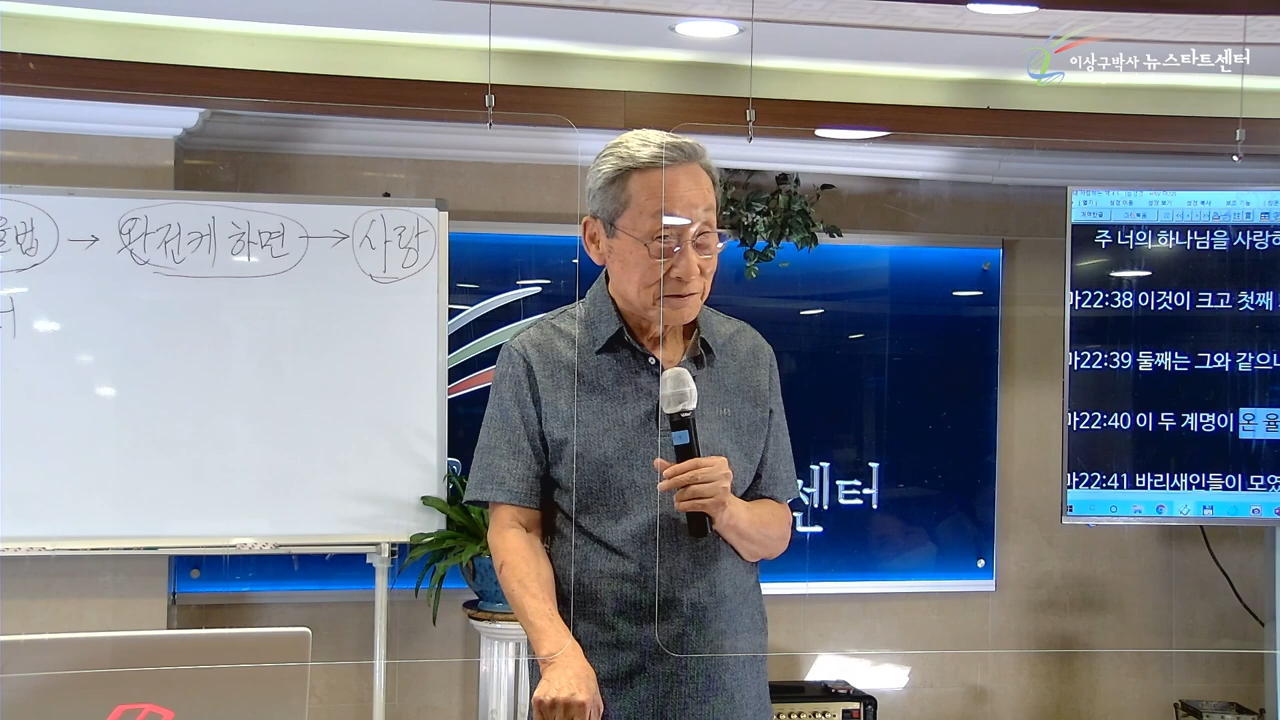 이상구박사 뉴스타트센터
율법 → 완전케 하면 → 사랑
주 너의 하나님을 사랑하
마22:38 이것이 크고 첫째
마22:39 둘째는 그와 같으니
마22:40 이 두 계명이 온 율
마22:41 바리새인들이 모였
센터